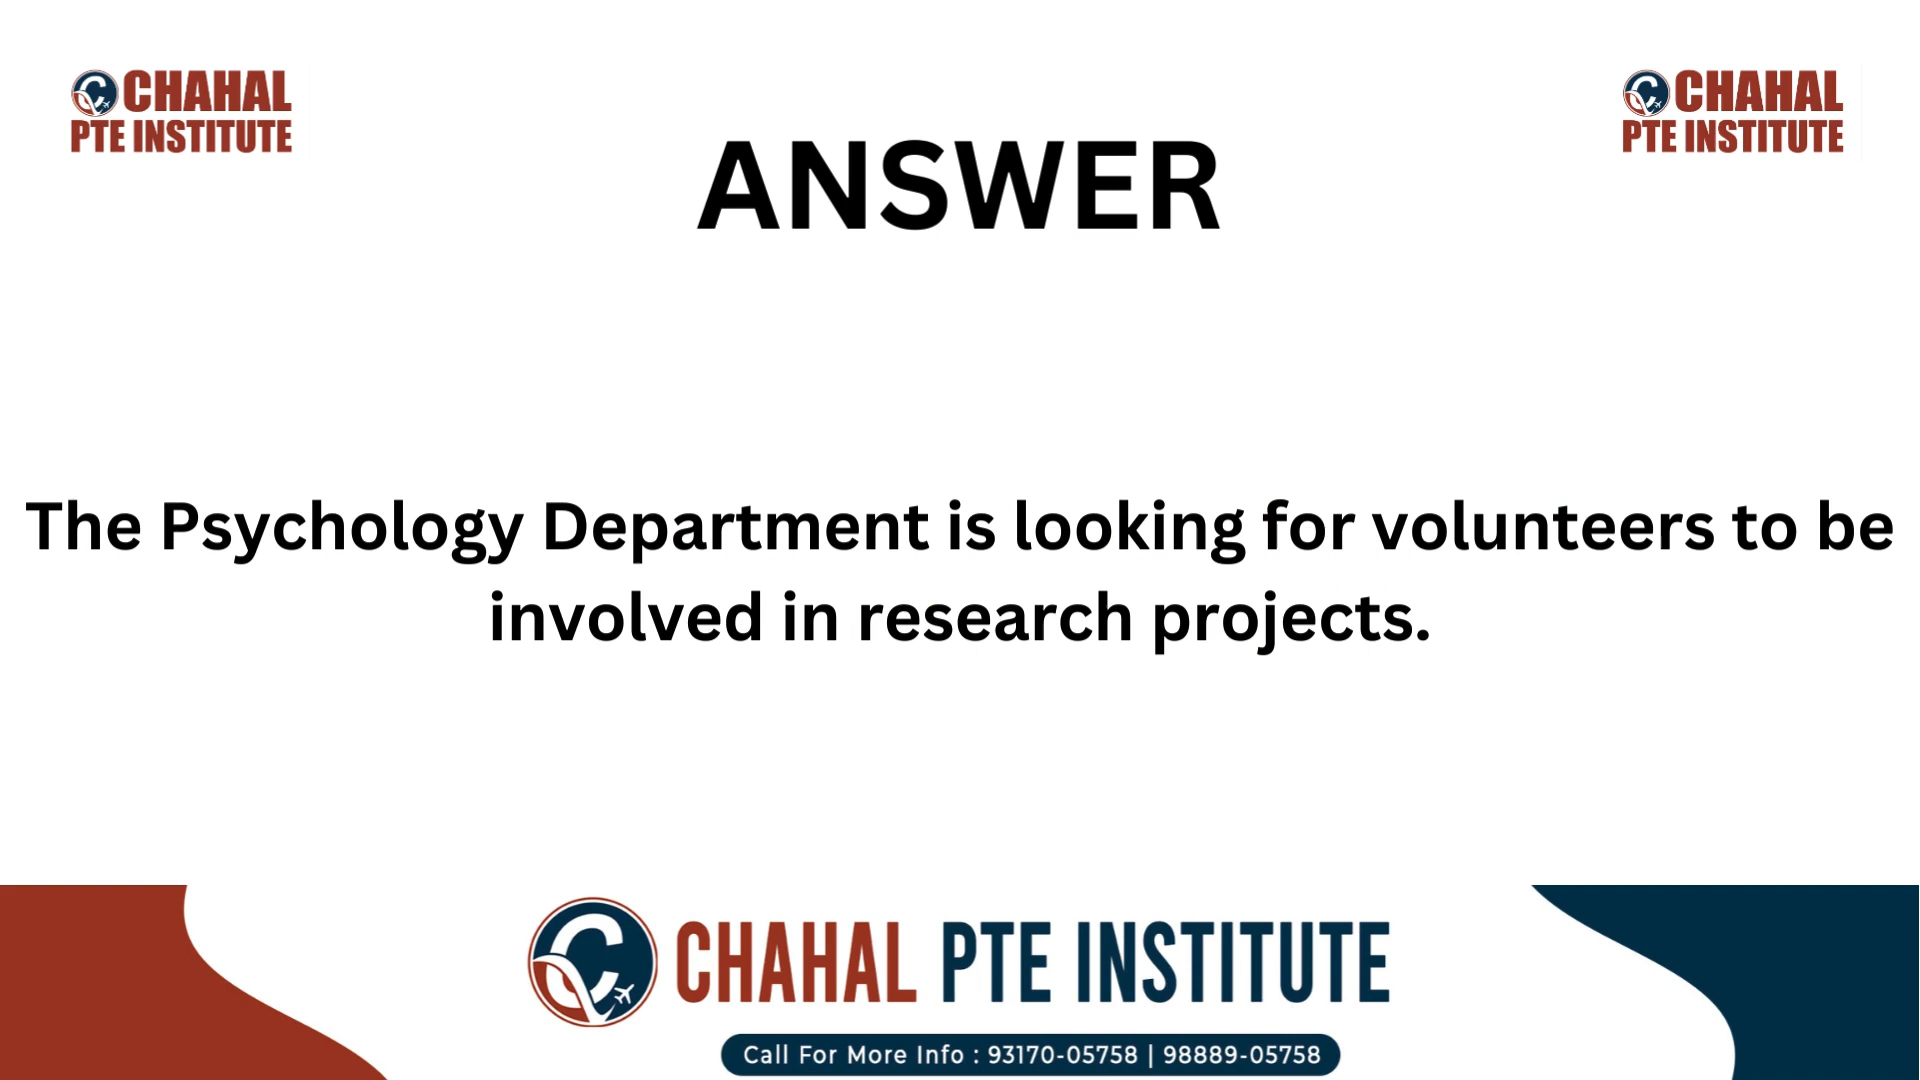 CHAHAL
PTE INSTITUTE
CHAHAL
PTE INSTITUTE
ANSWER
The Psychology Department is looking for volunteers to be
involved in research projects.
CHAHAL PTE INSTITUTE
Call For More Info : 93170-05758 | 98889-05758